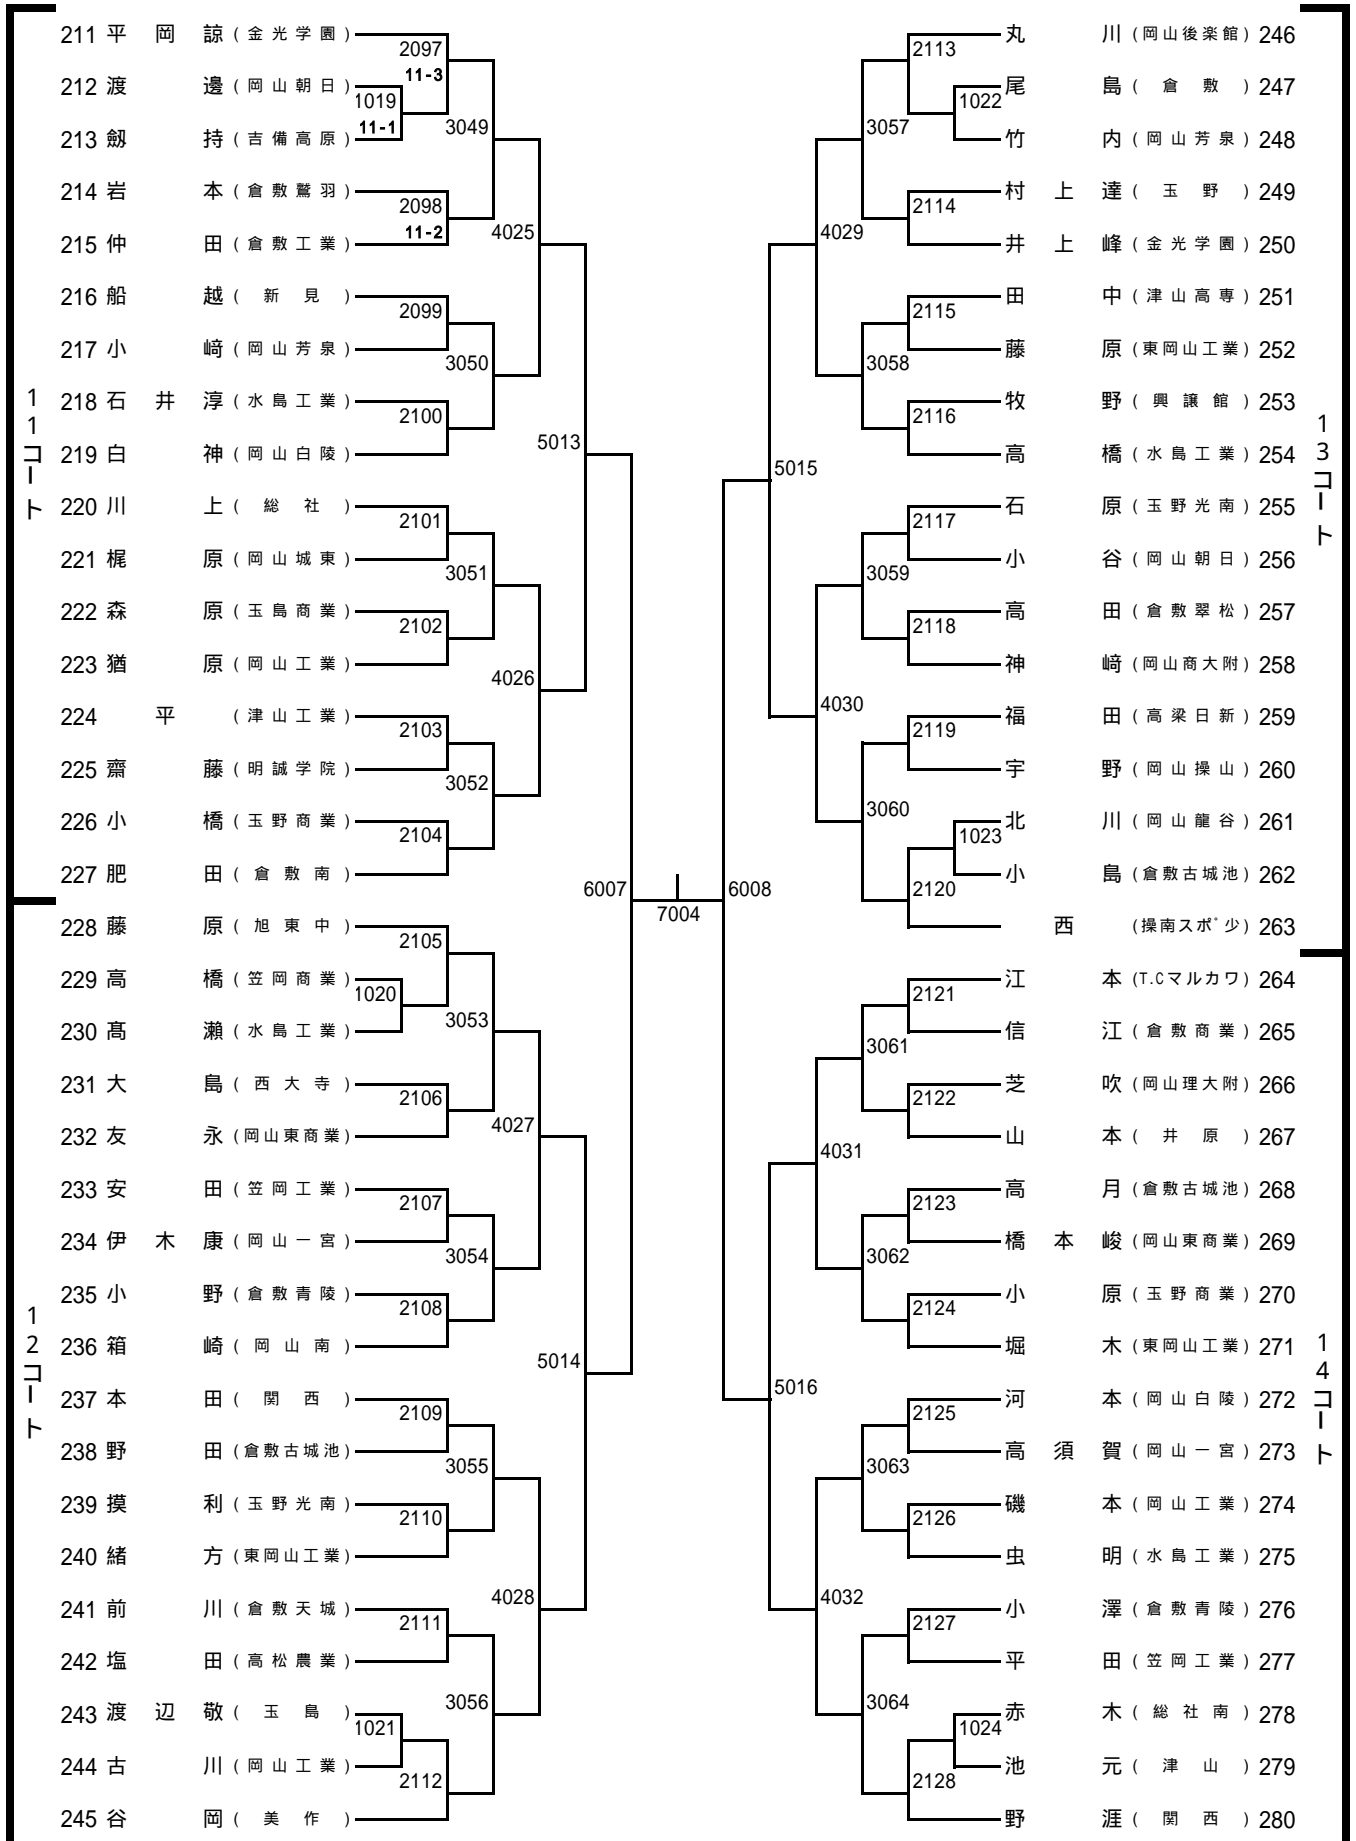 11コート
211 平岡諒 (金光学園)
2097
11-3
212 渡邊 (岡山朝日)
1019
11-1
213 剱持 (吉備高原)
3049
214 岩本 (倉敷鷲羽)
2098
11-2
215 仲田 (倉敷工業)
4025
216 船越 (新見)
2099
217 小﨑 (岡山芳泉)
3050
218 石井淳 (水島工業)
2100
219 白神 (岡山白陵)
5013
220 川上 (総社)
2101
221 梶原 (岡山城東)
3051
222 森原 (玉島商業)
2102
223 猶原 (岡山工業)
4026
224 平 (津山工業)
2103
225 齋藤 (明誠学院)
3052
226 小橋 (玉野商業)
2104
227 肥田 (倉敷南)
6007
12コート
228 藤原 (旭東中)
2105
229 高橋 (笠岡商業)
1020
230 髙瀨 (水島工業)
3053
231 大島 (西大寺)
2106
232 友永 (岡山東商業)
4027
233 安田 (笠岡工業)
2107
234 伊木康 (岡山一宮)
3054
235 小野 (倉敷青陵)
2108
236 箱崎 (岡山南)
5014
237 本田 (関西)
2109
238 野田 (倉敷古城池)
3055
239 摸利 (玉野光南)
2110
240 緒方 (東岡山工業)
4028
241 前川 (倉敷天城)
2111
242 塩田 (高松農業)
3056
243 渡辺敬 (玉島)
1021
244 古川 (岡山工業)
2112
245 谷岡 (美作)
7004
13コート
丸川 (岡山後楽館) 246
2113
尾島 (倉敷) 247
1022
竹内 (岡山芳泉) 248
3057
村上達 (玉野) 249
2114
井上峰 (金光学園) 250
4029
田中 (津山高専) 251
2115
藤原 (東岡山工業) 252
3058
牧野 (興譲館) 253
2116
高橋 (水島工業) 254
5015
石原 (玉野光南) 255
2117
小谷 (岡山朝日) 256
3059
高田 (倉敷翠松) 257
2118
神﨑 (岡山商大附) 258
4030
福田 (高梁日新) 259
2119
宇野 (岡山操山) 260
3060
北川 (岡山龍谷) 261
1023
小島 (倉敷古城池) 262
2120
西 (操南スポ少) 263
6008
14コート
江本 (T.Cマルカワ) 264
2121
信江 (倉敷商業) 265
3061
芝吹 (岡山理大附) 266
2122
山本 (井原) 267
4031
高月 (倉敷古城池) 268
2123
橋本峻 (岡山東商業) 269
3062
小原 (玉野商業) 270
2124
堀木 (東岡山工業) 271
5016
河本 (岡山白陵) 272
2125
高須賀 (岡山一宮) 273
3063
磯本 (岡山工業) 274
2126
虫明 (水島工業) 275
4032
小澤 (倉敷青陵) 276
2127
平田 (笠岡工業) 277
3064
赤木 (総社南) 278
1024
池元 (津山) 279
2128
野涯 (関西) 280